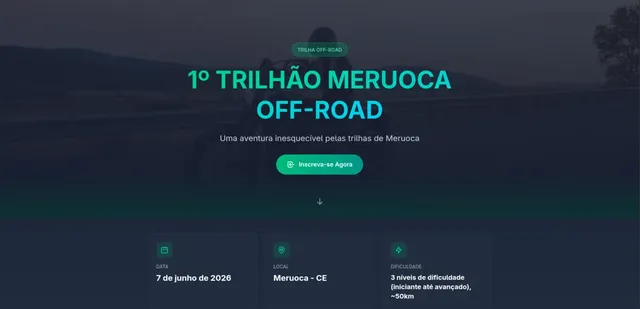 TRILHA OFF-ROAD
1º TRILHÃO MERUOCA
OFF-ROAD
Uma aventura inesquecível pelas trilhas de Meruoca
Inscreva-se Agora
DATA
7 de junho de 2026
LOCAL
Meruoca - CE
DIFICULDADE
3 níveis de dificuldade
(iniciante até avançado),
~50km